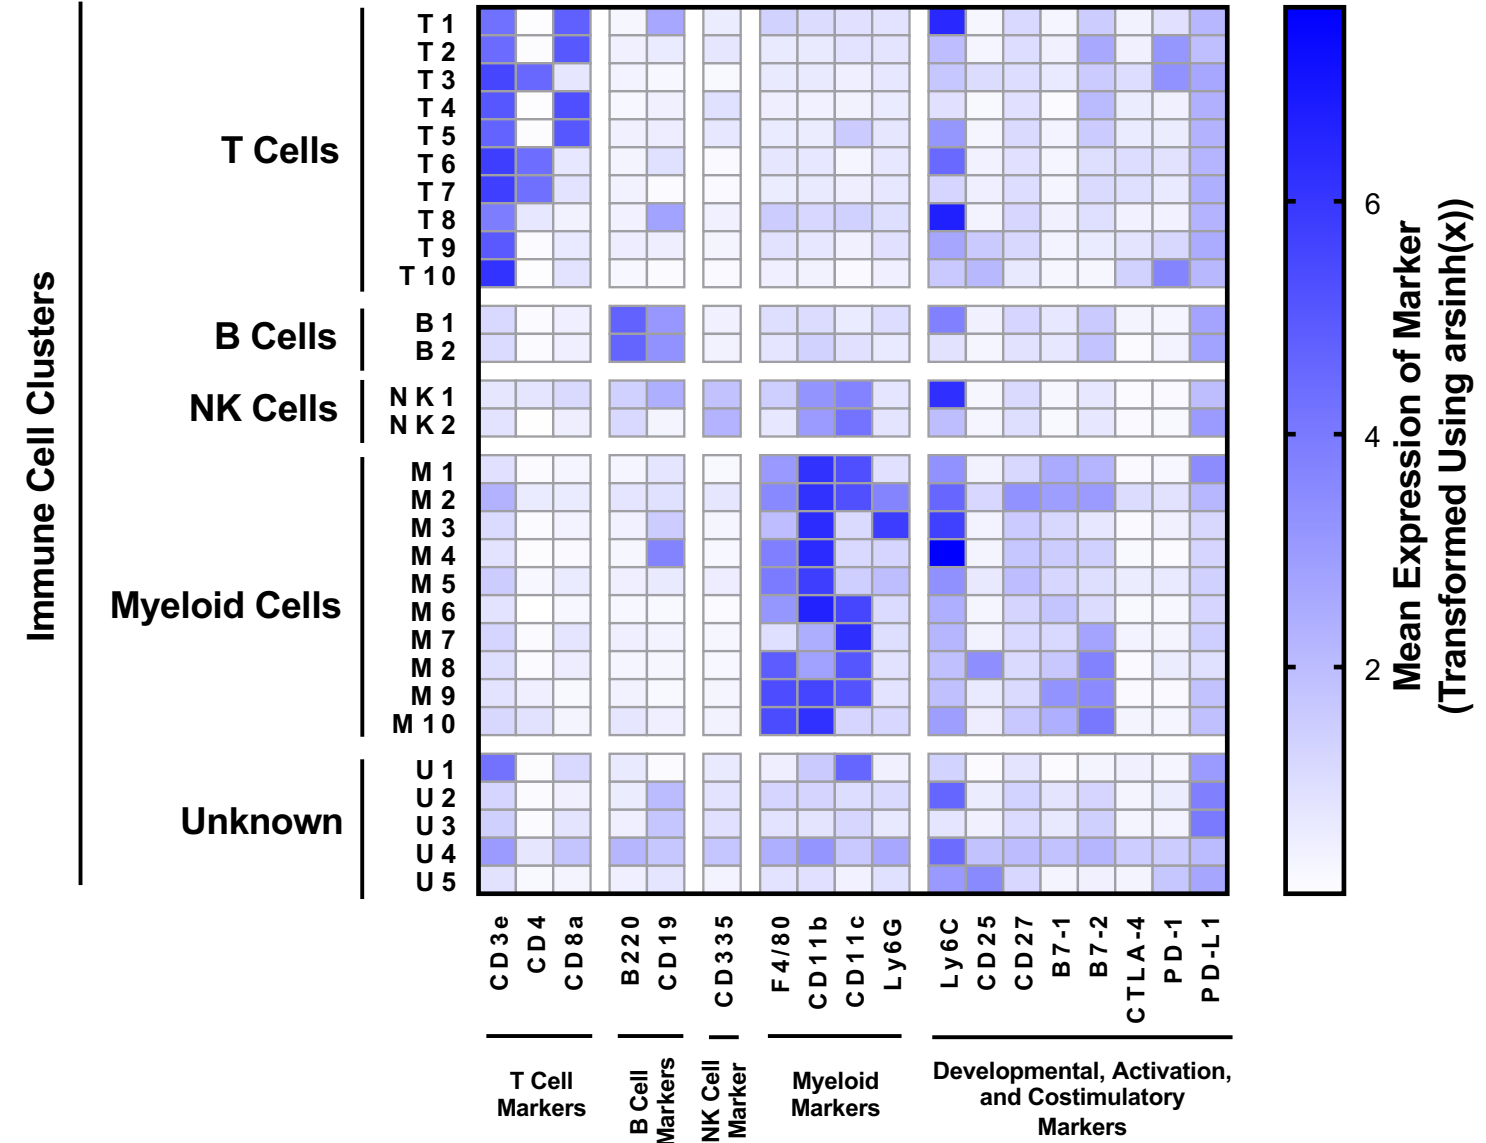 Immune Cell Clusters
T Cells
T 1
T 2
T 3
T 4
T 5
T 6
T 7
T 8
T 9
T 10
B Cells
B 1
B 2
NK Cells
NK 1
NK 2
Myeloid Cells
M 1
M 2
M 3
M 4
M 5
M 6
M 7
M 8
M 9
M 10
Unknown
U 1
U 2
U 3
U 4
U 5
CD3e
CD4
CD8a
B220
CD19
CD335
F4/80
CD11b
CD11c
Ly6G
Ly6C
CD25
CD27
B7-1
B7-2
CTLA-4
PD-1
PD-L1
T Cell
Markers
B Cell
Markers
NK Cell
Marker
Myeloid
Markers
Developmental, Activation,
and Costimulatory
Markers
6
4
2
Mean Expression of Marker
(Transformed Using arsinh(x))